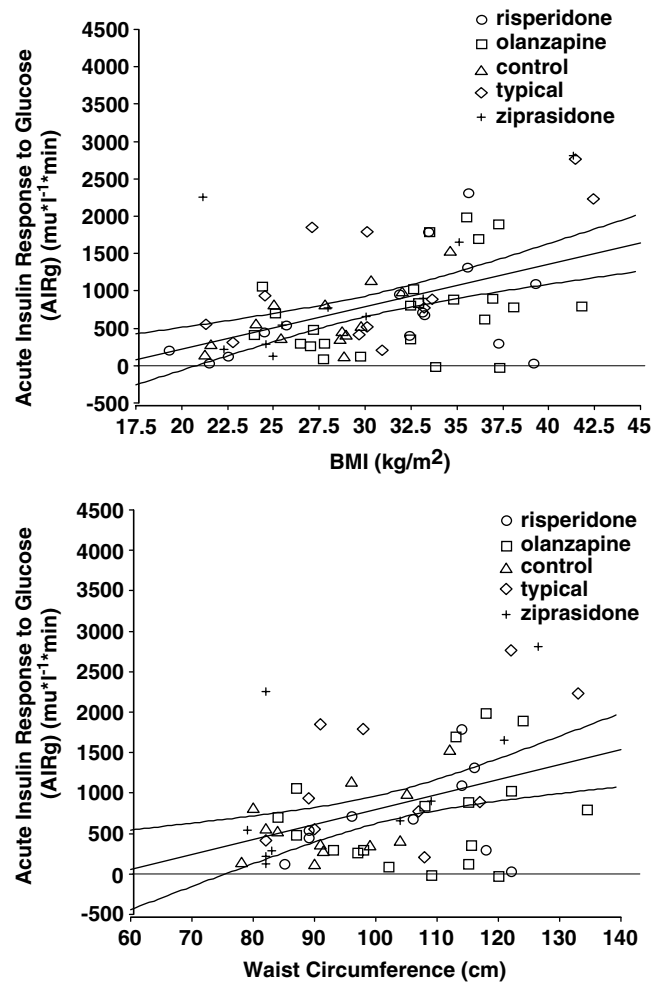 risperidone
olanzapine
control
typical
ziprasidone
Acute Insulin Response to Glucose
(AIRg) (mu*l-1*min)
4500
4000
3500
3000
2500
2000
1500
1000
500
0
-500
17.5 20 22.5 25 27.5 30 32.5 35 37.5 40 42.5 45
BMI (kg/m2)
risperidone
olanzapine
control
typical
ziprasidone
Acute Insulin Response to Glucose
(AIRg) (mu*l-1*min)
4500
4000
3500
3000
2500
2000
1500
1000
500
0
-500
60 70 80 90 100 110 120 130 140
Waist Circumference (cm)